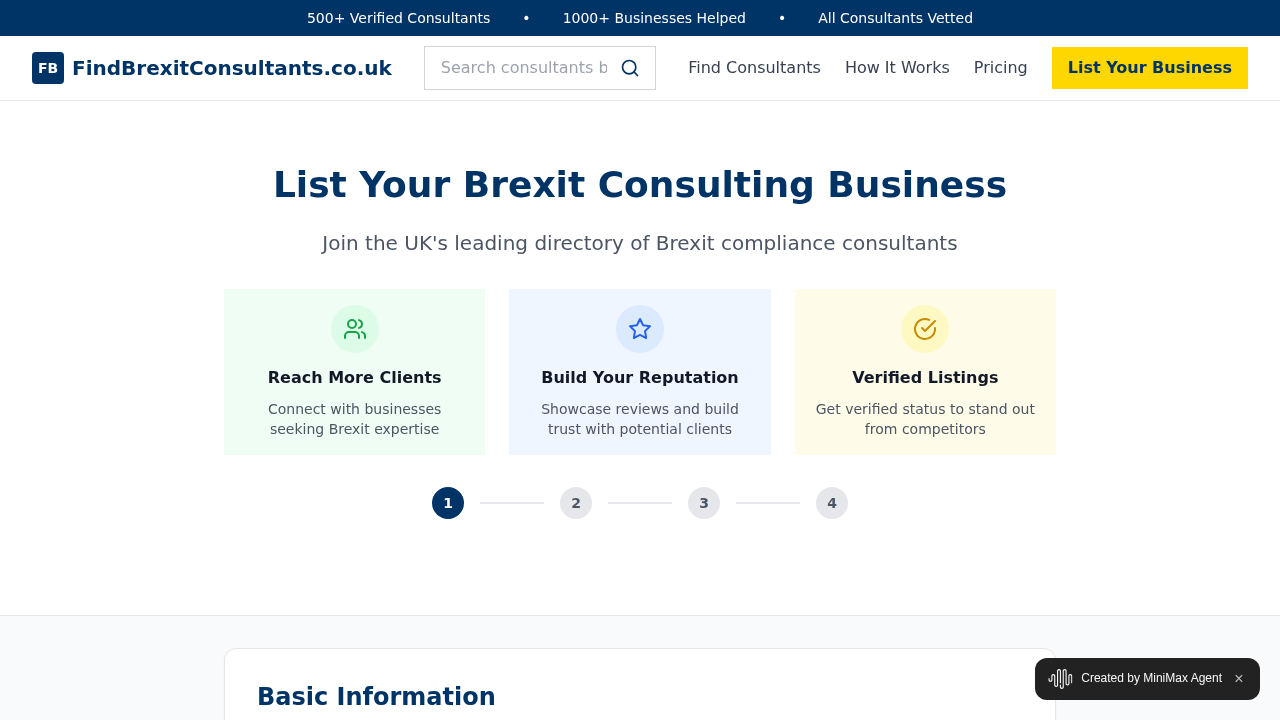 500+ Verified Consultants • 1000+ Businesses Helped • All Consultants Vetted
FB FindBrexitConsultants.co.uk
Search consultants b
Find Consultants How It Works Pricing List Your Business
List Your Brexit Consulting Business
Join the UK's leading directory of Brexit compliance consultants
Reach More Clients
Connect with businesses
seeking Brexit expertise
Build Your Reputation
Showcase reviews and build
trust with potential clients
Verified Listings
Get verified status to stand out
from competitors
1 2 3 4
Basic Information
Created by MiniMax Agent ×